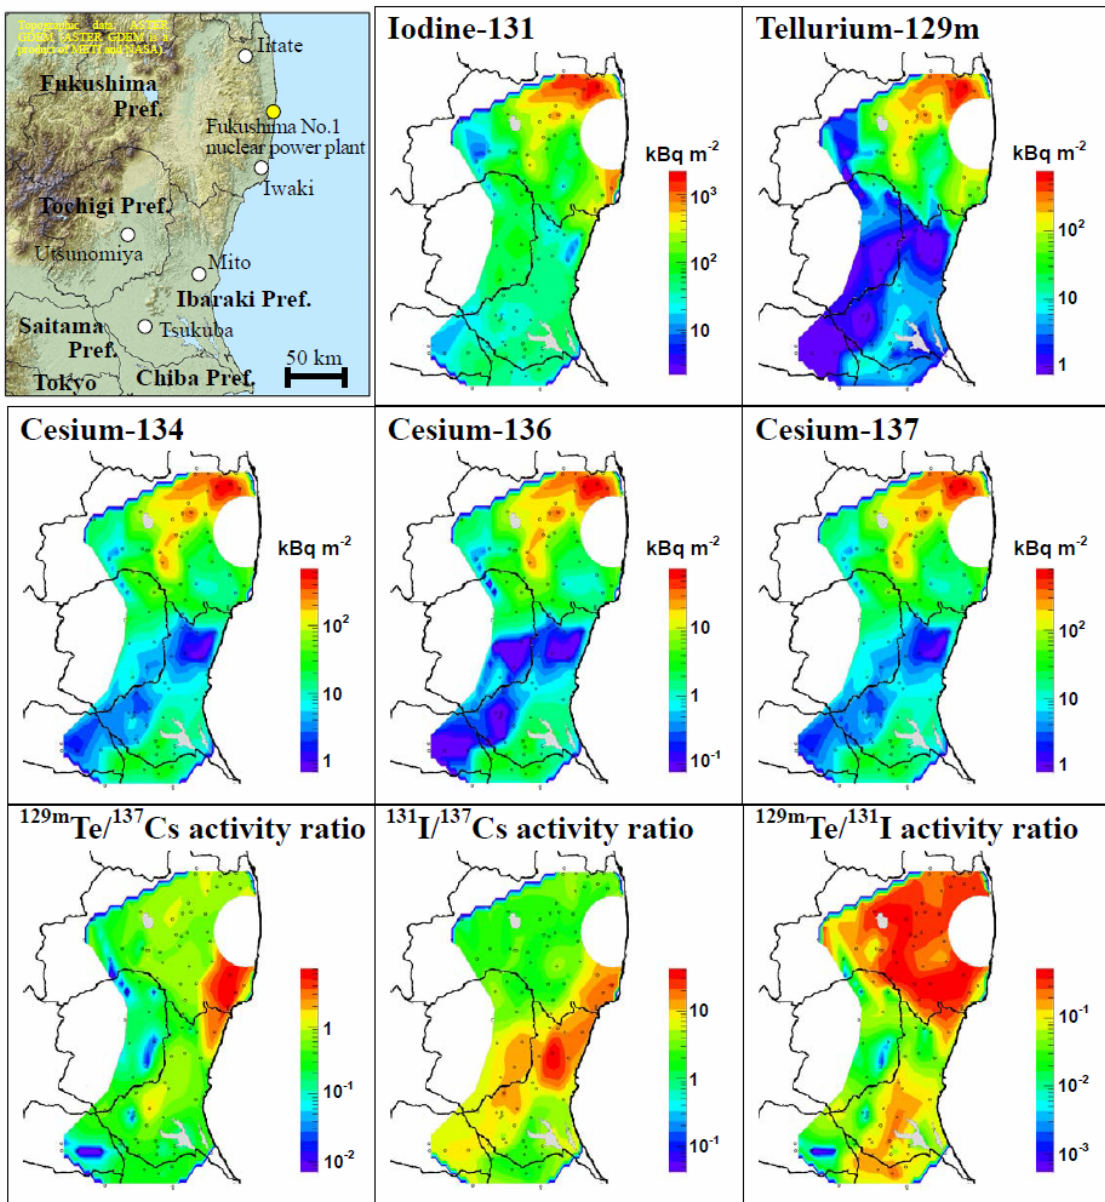 Topographic data: ASTER
GDEM (ASTER GDEM is a
product of METI and NASA)
Iitate
Fukushima
Pref.
Fukushima No.1
nuclear power plant
Iwaki
Tochigi Pref.
Utsunomiya
Mito
Ibaraki Pref.
Saitama
Pref.
Tsukuba
50 km
Tokyo
Chiba Pref.
Iodine-131
kBq m⁻²
10³
10²
10
Tellurium-129m
kBq m⁻²
10²
10
1
Cesium-134
kBq m⁻²
10²
10
1
Cesium-136
kBq m⁻²
10
1
10⁻¹
Cesium-137
kBq m⁻²
10²
10
1
¹²⁹ᵐTe/¹³⁷Cs activity ratio
1
10⁻¹
10⁻²
¹³¹I/¹³⁷Cs activity ratio
10
1
10⁻¹
¹²⁹ᵐTe/¹³¹I activity ratio
10⁻¹
10⁻²
10⁻³